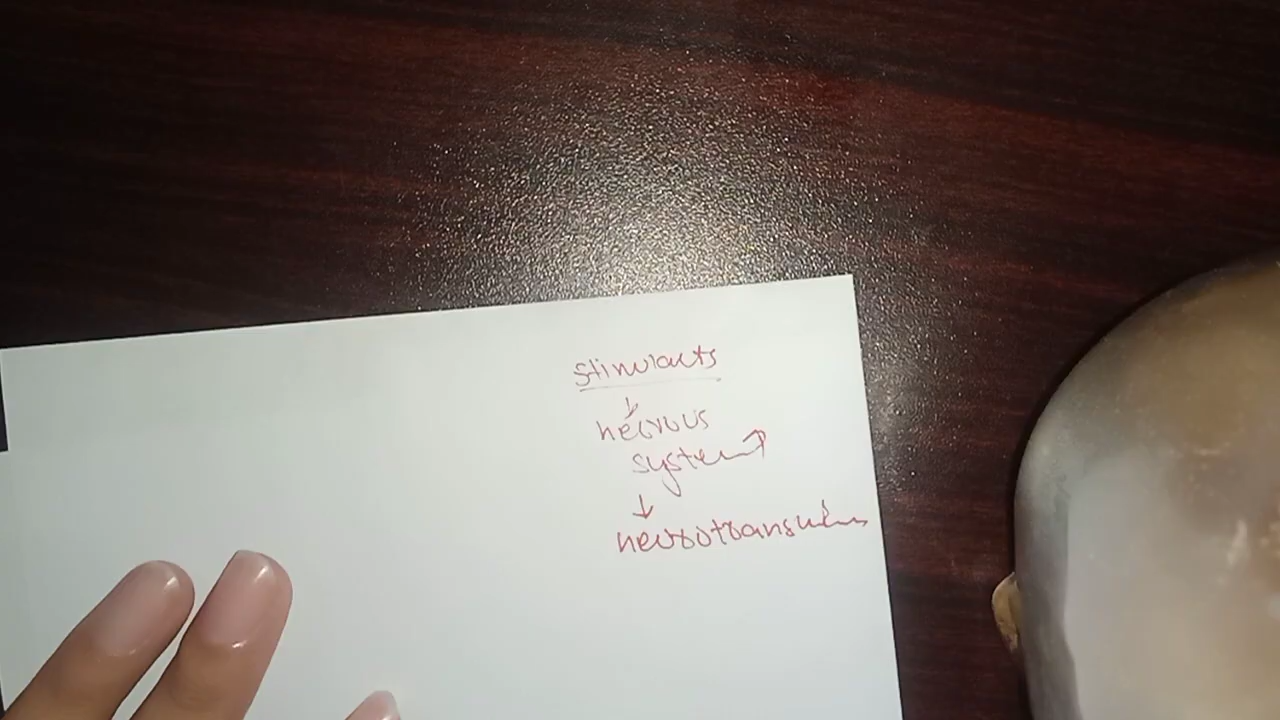 Stimulants
↓
nervous
system ↗
↓
neurotransmitters